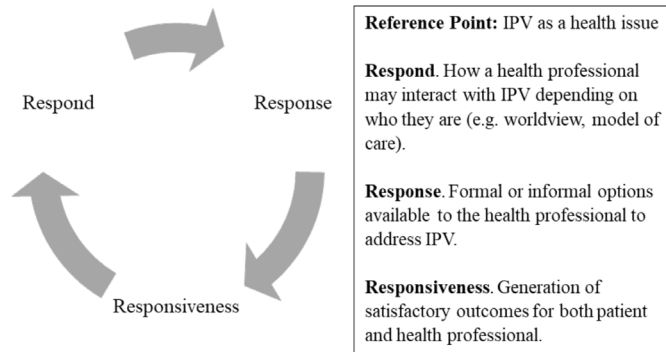 Respond
Response
Responsiveness
Reference Point: IPV as a health issue
Respond. How a health professional
may interact with IPV depending on
who they are (e.g. worldview, model of
care).
Response. Formal or informal options
available to the health professional to
address IPV.
Responsiveness. Generation of
satisfactory outcomes for both patient
and health professional.